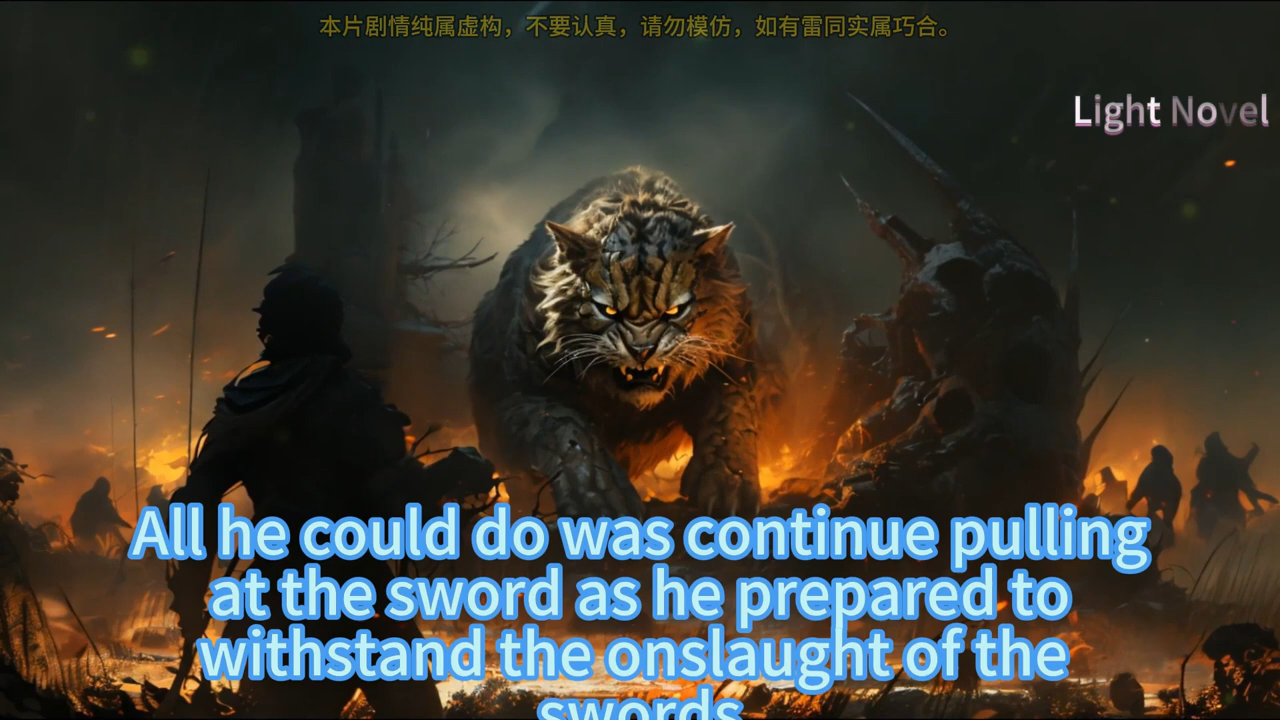 本片剧情纯属虚构，不要认真，请勿模仿，如有雷同实属巧合。
Light Novel
All he could do was continue pulling
at the sword as he prepared to
withstand the onslaught of the
swords